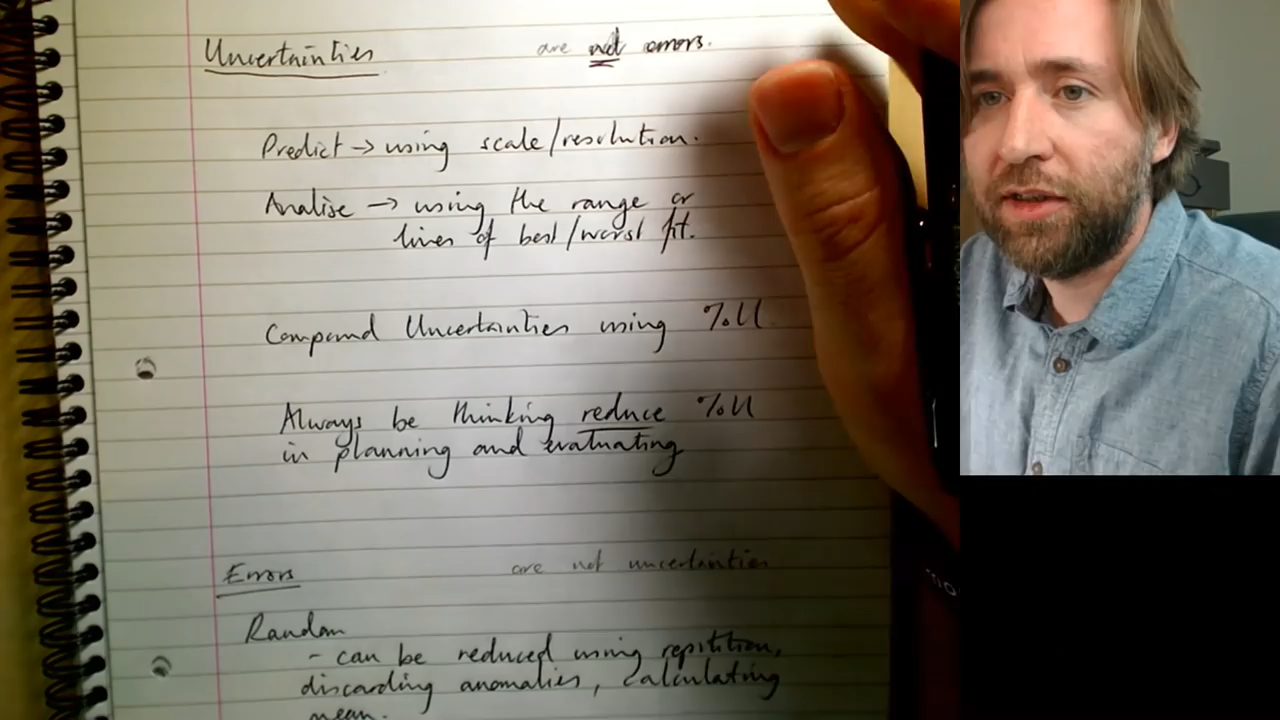 Uncertainties are not errors.
Predict → using scale/resolution.
Analise → using the range or
lines of best/worst fit.
Compound Uncertainties using %U
Always be thinking reduce %U
in planning and evaluating
Errors are not uncertainties
Random
- can be reduced using repitition,
discarding anomalies, calculating
mean.